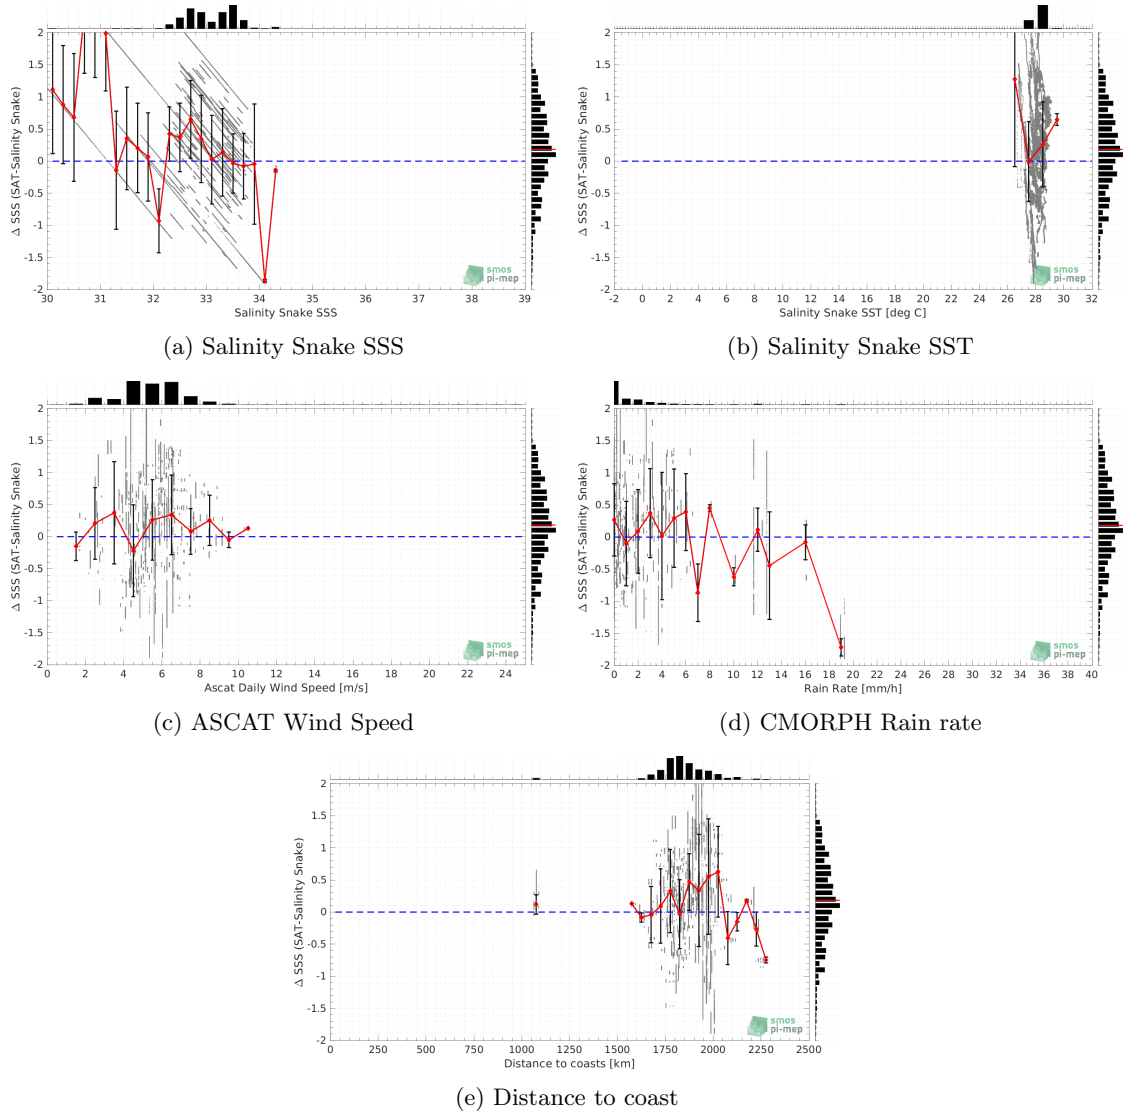 2
1.5
1
0.5
0
-0.5
-1
-1.5
-2
Δ SSS (SAT-Salinity Snake)
smos
pi-mep
30 31 32 33 34 35 36 37 38 39
Salinity Snake SSS
(a) Salinity Snake SSS
2
1.5
1
0.5
0
-0.5
-1
-1.5
-2
Δ SSS (SAT-Salinity Snake)
smos
pi-mep
-2 0 2 4 6 8 10 12 14 16 18 20 22 24 26 28 30 32
Salinity Snake SST [deg C]
(b) Salinity Snake SST
2
1.5
1
0.5
0
-0.5
-1
-1.5
-2
Δ SSS (SAT-Salinity Snake)
smos
pi-mep
0 2 4 6 8 10 12 14 16 18 20 22 24
Ascat Daily Wind Speed [m/s]
(c) ASCAT Wind Speed
2
1.5
1
0.5
0
-0.5
-1
-1.5
-2
Δ SSS (SAT-Salinity Snake)
smos
pi-mep
0 2 4 6 8 10 12 14 16 18 20 22 24 26 28 30 32 34 36 38 40
Rain Rate [mm/h]
(d) CMORPH Rain rate
2
1.5
1
0.5
0
-0.5
-1
-1.5
-2
Δ SSS (SAT-Salinity Snake)
smos
pi-mep
0 250 500 750 1000 1250 1500 1750 2000 2250 2500
Distance to coasts [km]
(e) Distance to coast